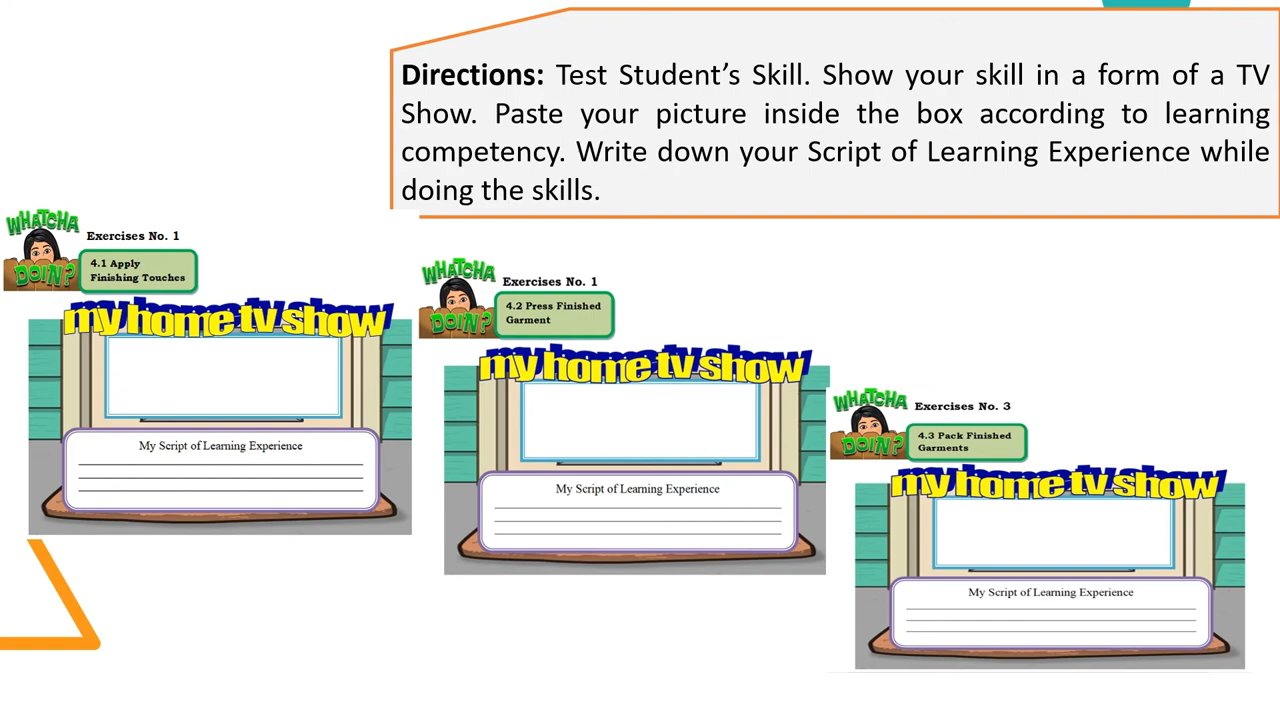 Directions: Test Student’s Skill. Show your skill in a form of a TV
Show. Paste your picture inside the box according to learning
competency. Write down your Script of Learning Experience while
doing the skills.
WHATCHA
DOIN?
Exercises No. 1
4.1 Apply
Finishing Touches
my home tv show
My Script of Learning Experience
WHATCHA
DOIN?
Exercises No. 1
4.2 Press Finished
Garment
my home tv show
My Script of Learning Experience
WHATCHA
DOIN?
Exercises No. 3
4.3 Pack Finished
Garments
my home tv show
My Script of Learning Experience